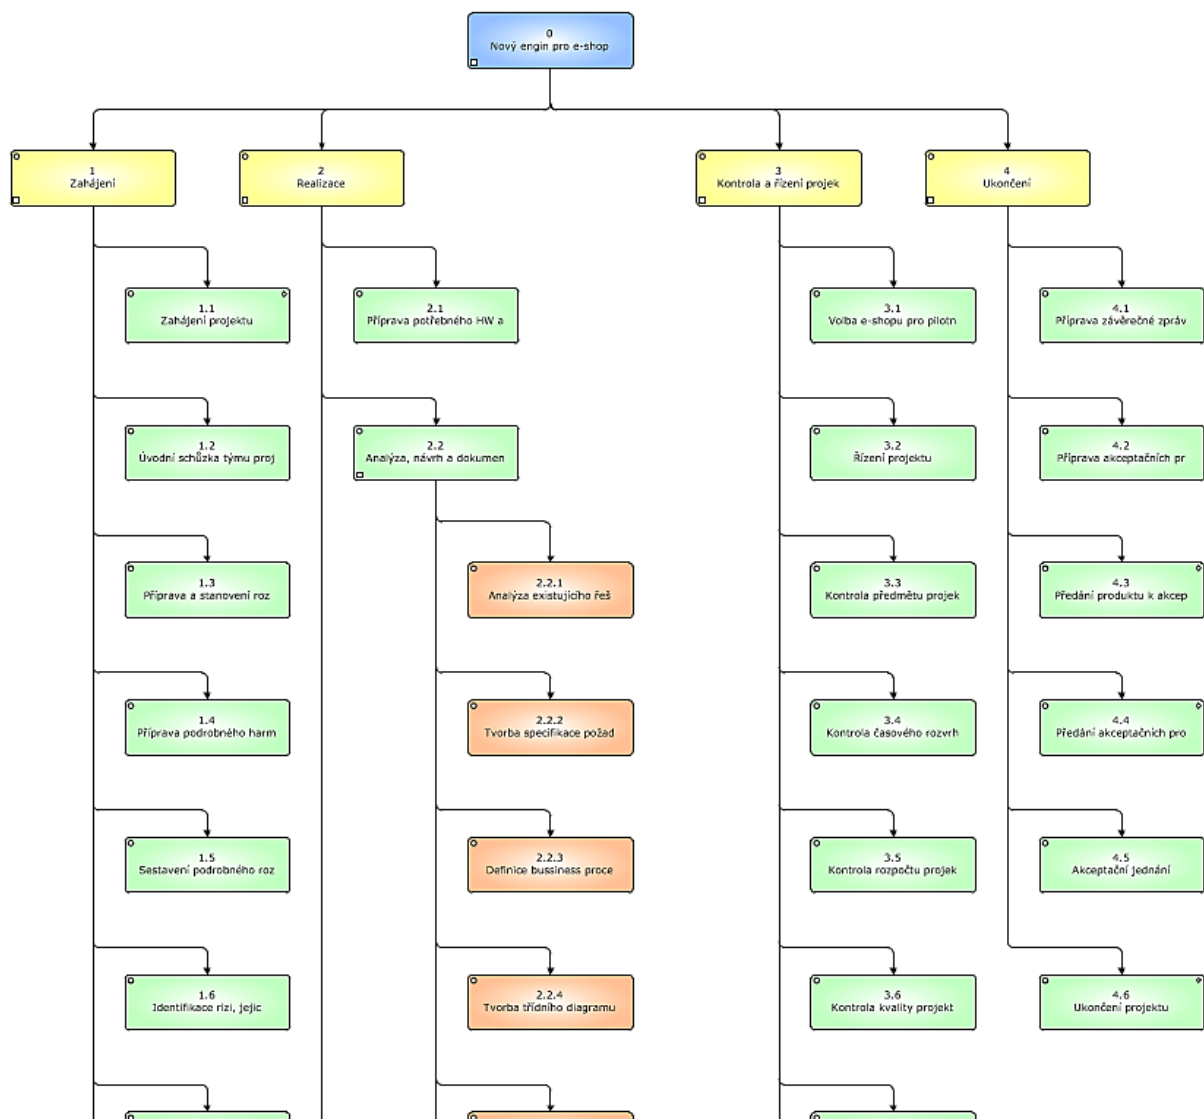 0
Nový engin pro e-shop
1
Zahájení
2
Realizace
3
Kontrola a řízení projek
4
Ukončení
1.1
Zahájení projektu
2.1
Příprava potřebného HW a
3.1
Volba e-shopu pro pilotn
4.1
Příprava závěrečné zpráv
1.2
Úvodní schůzka týmu proj
2.2
Analýza, návrh a dokumen
3.2
Řízení projektu
4.2
Příprava akceptačních pr
1.3
Příprava a stanovení roz
2.2.1
Analýza existujícího řeš
3.3
Kontrola předmětu projek
4.3
Předání produktu k akcep
1.4
Příprava podrobného harm
2.2.2
Tvorba specifikace požad
3.4
Kontrola časového rozvrh
4.4
Předání akceptačních pro
1.5
Sestavení podrobného roz
2.2.3
Definice bussiness proce
3.5
Kontrola rozpočtu projek
4.5
Akceptační jednání
1.6
Identifikace rizi, jejic
2.2.4
Tvorba třídního diagramu
3.6
Kontrola kvality projekt
4.6
Ukončení projektu